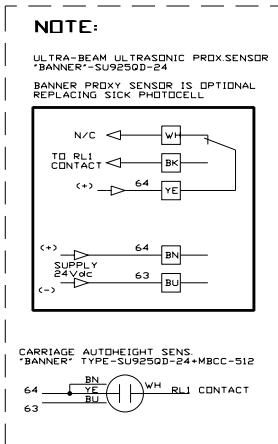 NOTE:
ULTRA-BEAM ULTRASONIC PROX.SENSOR
"BANNER"-SU925QD-24
BANNER PROXY SENSOR IS OPTIONAL
REPLACING SICK PHOTOCELL
N/C WH
TO RL1
CONTACT BK
(+) 64 YE
(+) 64 BN
SUPPLY
24Vdc
(-) 63 BU
CARRIAGE AUTOHEIGHT SENS.
"BANNER" TYPE-SU925QD-24+MBCC-512
BN
64 YE WH RL1 CONTACT
BU
63